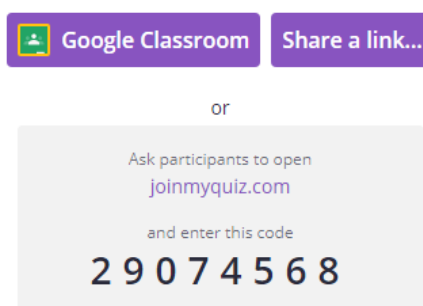 Google Classroom Share a link...
or
Ask participants to open
joinmyquiz.com
and enter this code
2 9 0 7 4 5 6 8